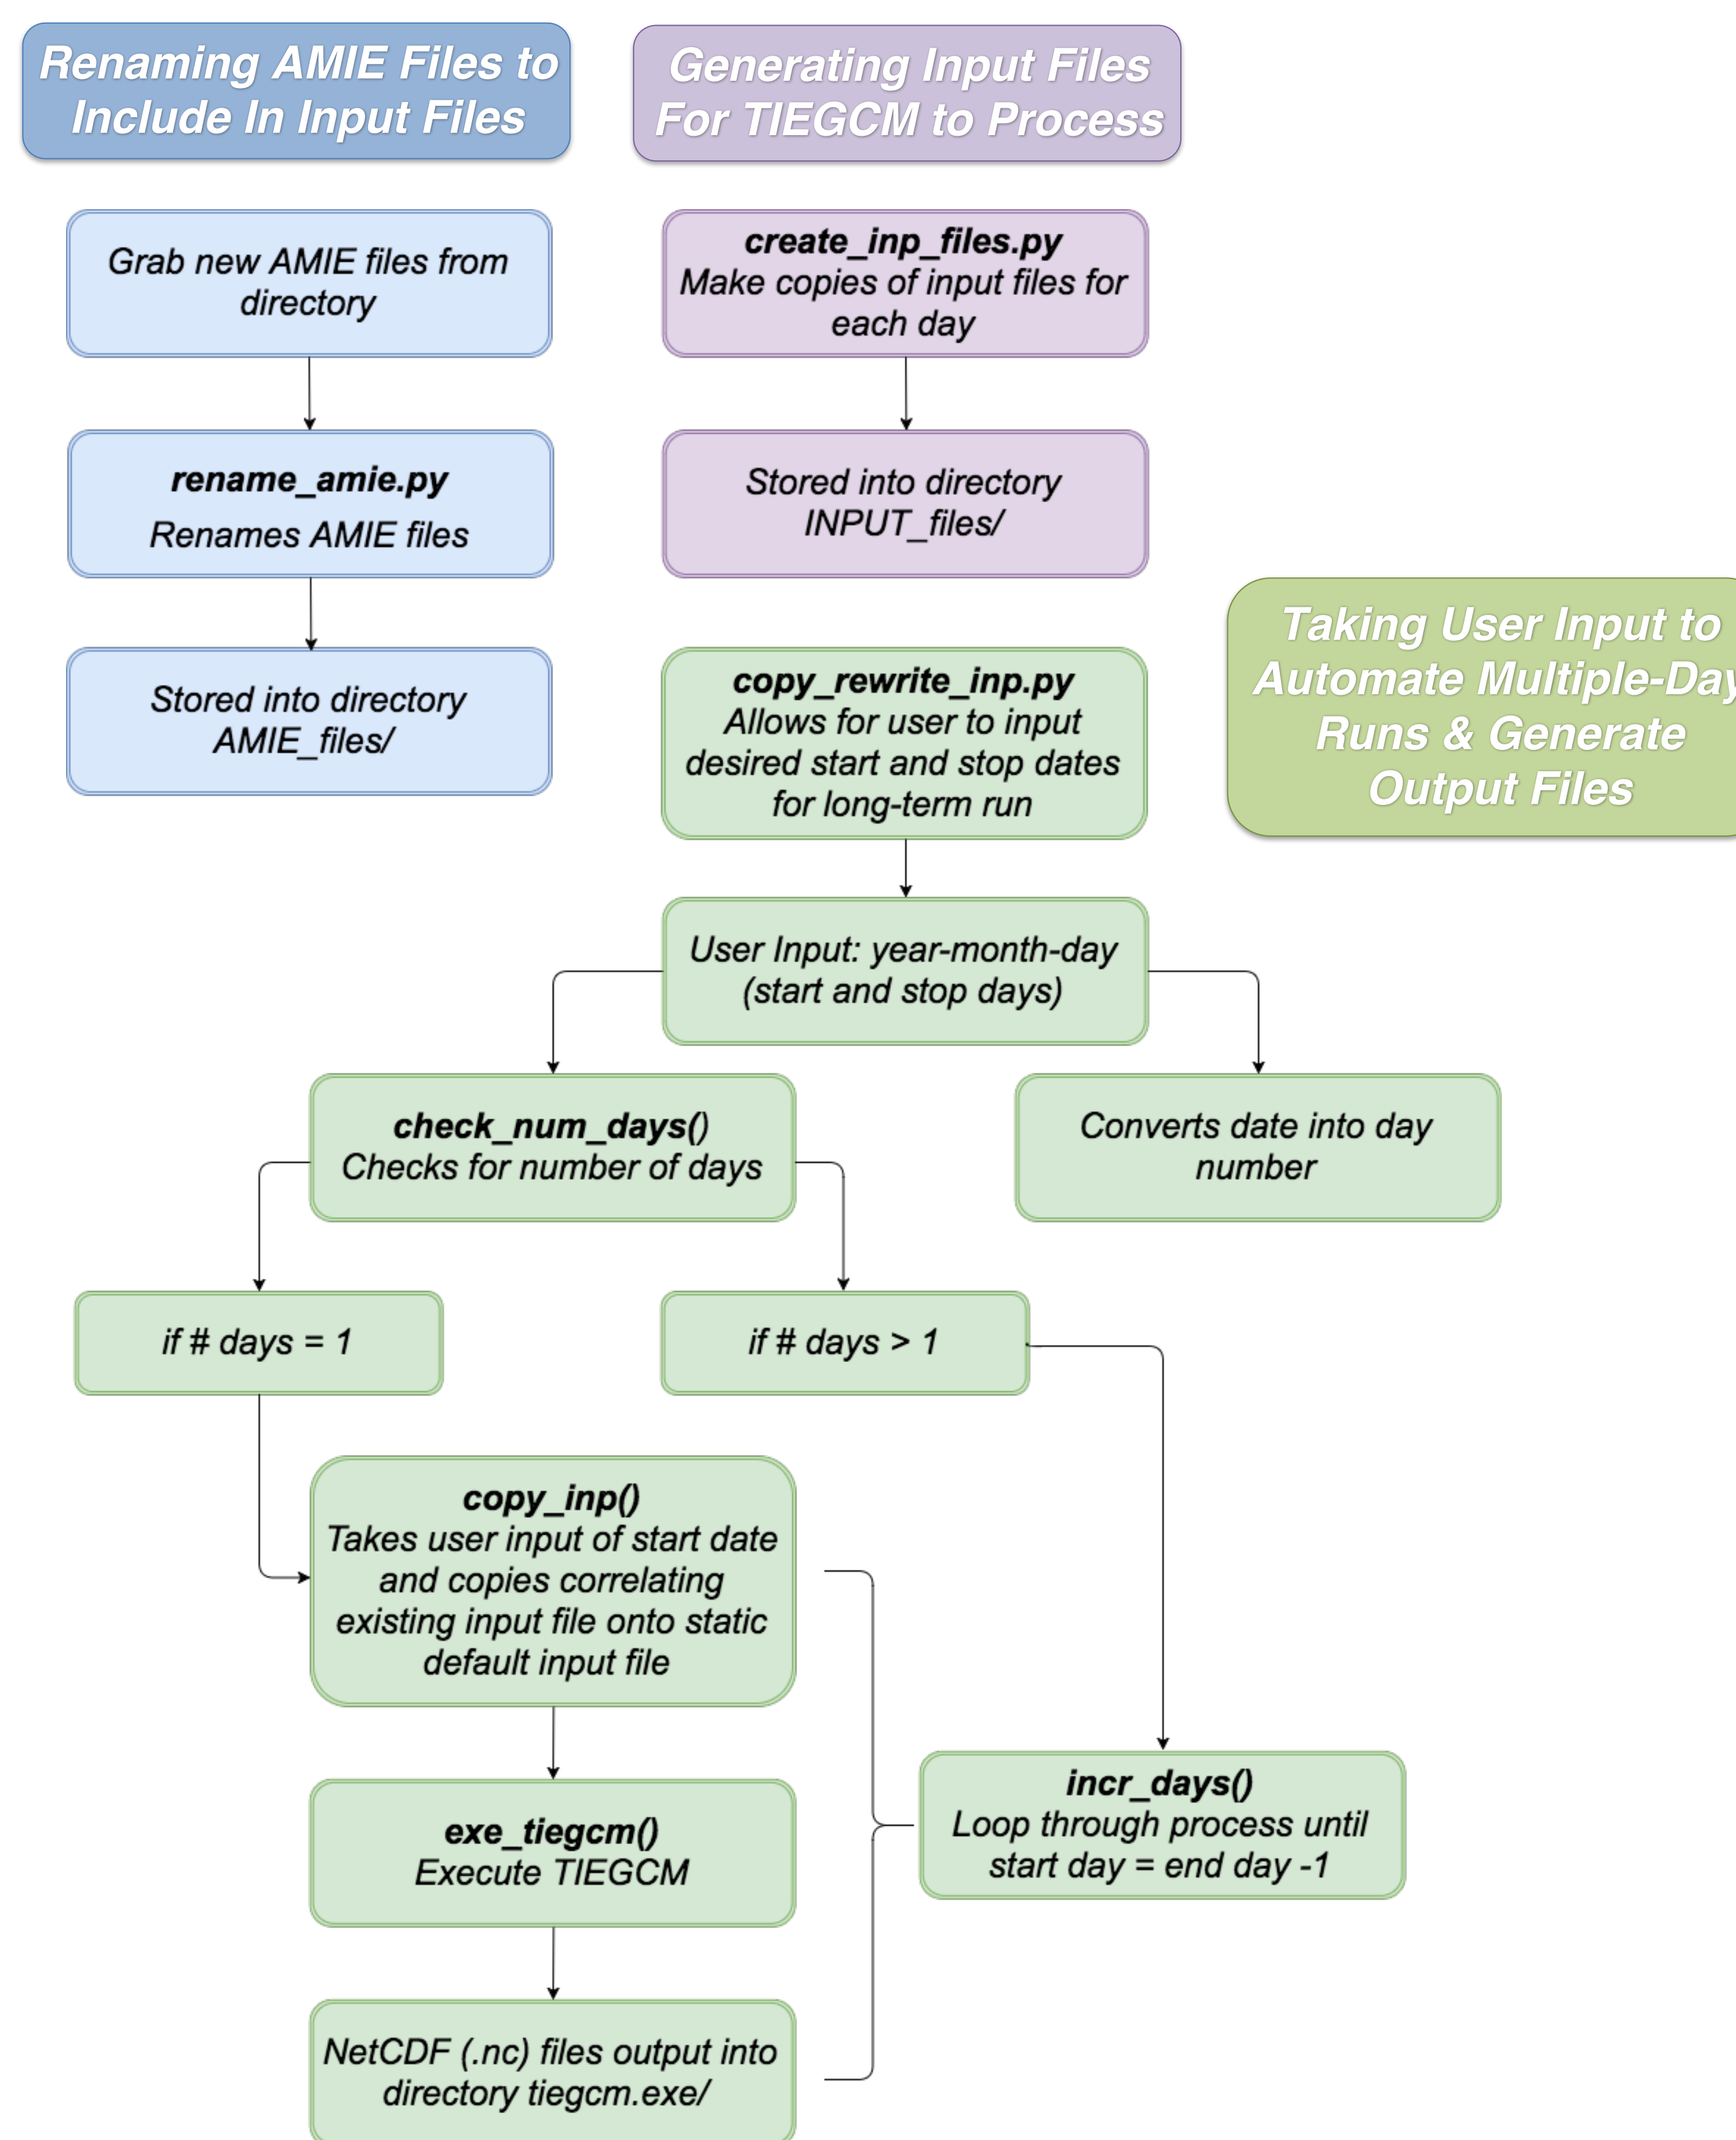 Renaming AMIE Files to
Include In Input Files
Generating Input Files
For TIEGCM to Process
Grab new AMIE files from
directory
create_inp_files.py
Make copies of input files for
each day
rename_amie.py
Renames AMIE files
Stored into directory
INPUT_files/
Taking User Input to
Automate Multiple-Day
Runs & Generate
Output Files
Stored into directory
AMIE_files/
copy_rewrite_inp.py
Allows for user to input
desired start and stop dates
for long-term run
User Input: year-month-day
(start and stop days)
check_num_days()
Checks for number of days
Converts date into day
number
if # days = 1
if # days > 1
copy_inp()
Takes user input of start date
and copies correlating
existing input file onto static
default input file
exe_tiegcm()
Execute TIEGCM
incr_days()
Loop through process until
start day = end day -1
NetCDF (.nc) files output into
directory tiegcm.exe/